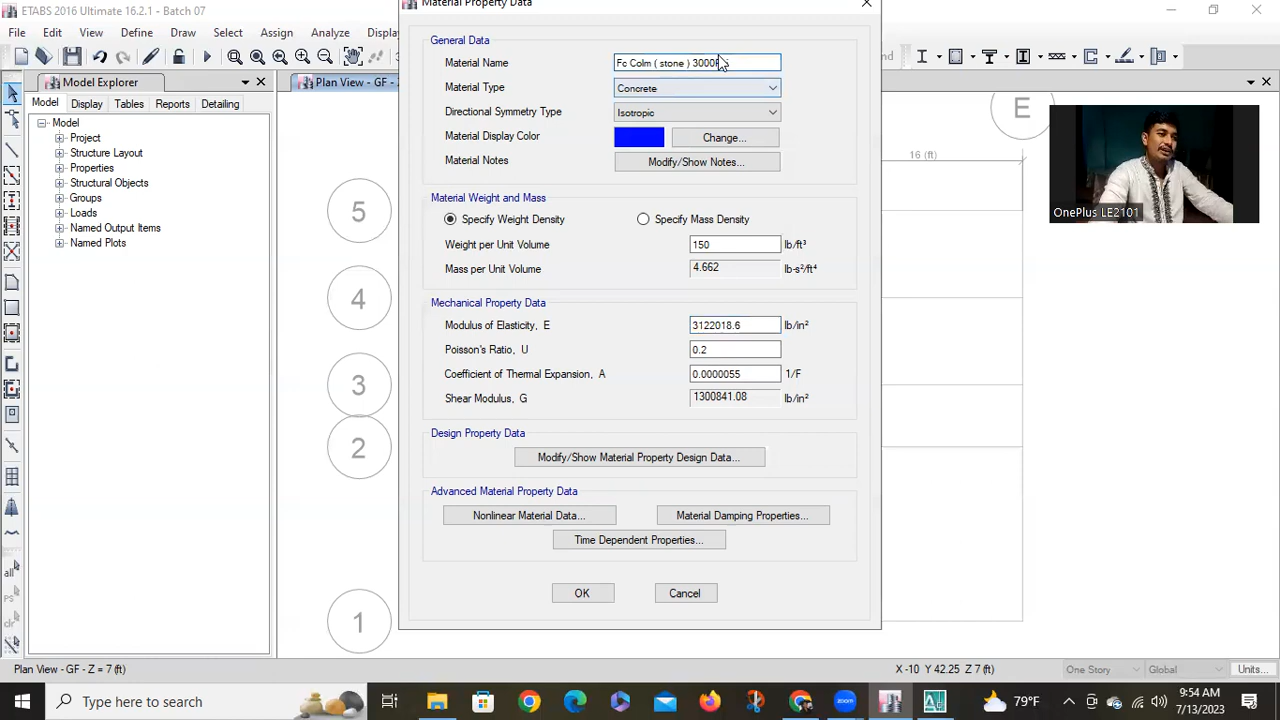 ETABS 2016 Ultimate 16.2.1 - Batch 07
Material Property Data
File Edit View Define Draw Select Assign Analyze Display
Model Explorer
Plan View - GF - Z
Model Display Tables Reports Detailing
Model
Project
Structure Layout
Properties
Structural Objects
Groups
Loads
Named Output Items
Named Plots
5
4
3
2
1
E
16 (ft)
OnePlus LE2101
General Data
Material Name Fc Colm ( stone ) 3000
Material Type Concrete
Directional Symmetry Type Isotropic
Material Display Color Change...
Material Notes Modify/Show Notes...
Material Weight and Mass
Specify Weight Density Specify Mass Density
Weight per Unit Volume 150 lb/ft³
Mass per Unit Volume 4.662 lb-s²/ft⁴
Mechanical Property Data
Modulus of Elasticity, E 3122018.6 lb/in²
Poisson's Ratio, U 0.2
Coefficient of Thermal Expansion, A 0.0000055 1/F
Shear Modulus, G 1300841.08 lb/in²
Design Property Data
Modify/Show Material Property Design Data...
Advanced Material Property Data
Nonlinear Material Data... Material Damping Properties...
Time Dependent Properties...
OK Cancel
all
PS
clr
Plan View - GF - Z = 7 (ft) X -10 Y 42.25 Z 7 (ft) One Story Global Units...
Type here to search
79°F
9:54 AM
7/13/2023